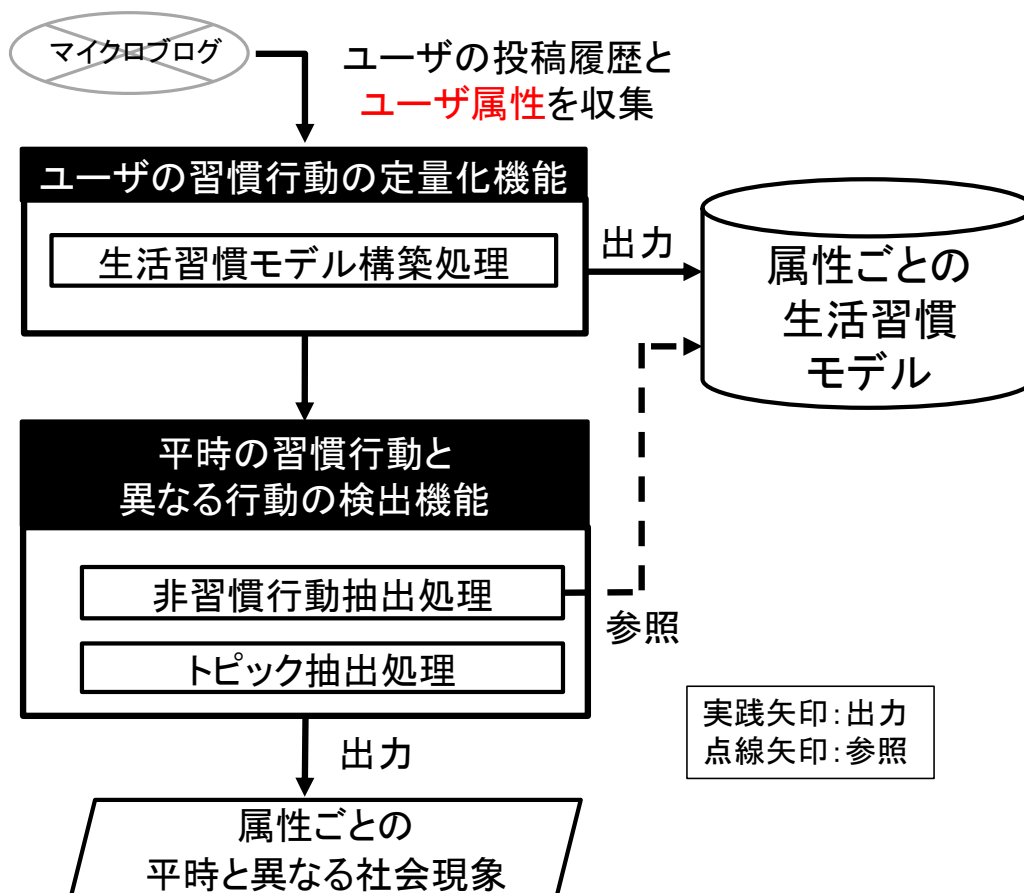 マイクロブログ
ユーザの投稿履歴と
ユーザ属性を収集
ユーザの習慣行動の定量化機能
生活習慣モデル構築処理
出力
属性ごとの
生活習慣
モデル
平時の習慣行動と
異なる行動の検出機能
非習慣行動抽出処理
参照
トピック抽出処理
実践矢印：出力
点線矢印：参照
出力
属性ごとの
平時と異なる社会現象